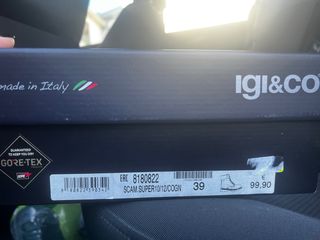 made in Italy
IGI&CO
GUARANTEED
TO KEEP YOU DRY
GORE-TEX
8180822
SCAM.SUPER10/12/COGN
39
€
99,90